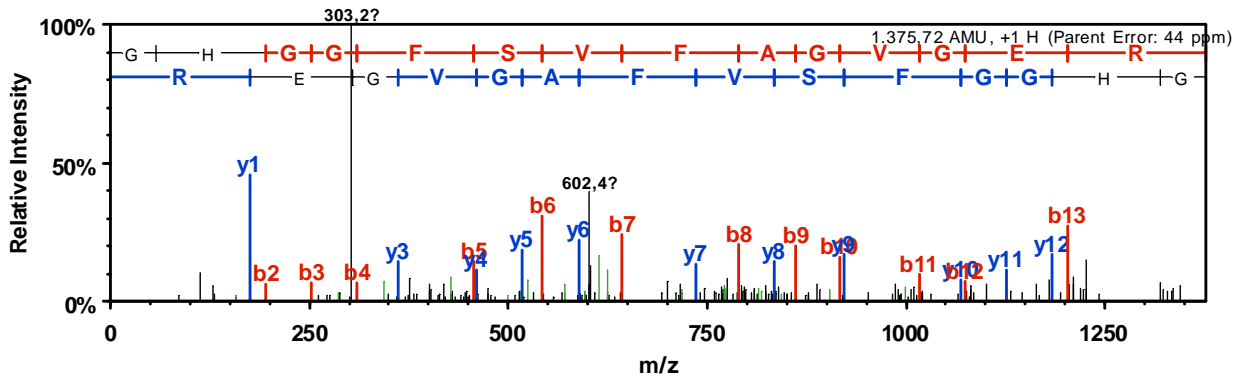 100%
303,2?
G H G G F S V F A G V G E R
1.375,72 AMU, +1 H (Parent Error: 44 ppm)
R E G V G A F V S F G G H G
Relative Intensity
50%
y1
602,4?
b6
b7
b13
y6
y5
b8
b9
b10
y9
y12
y3
b5
y4
y7
y8
y11
b2
b3
b4
b11
y10
b12
0%
0 250 500 750 1000 1250
m/z